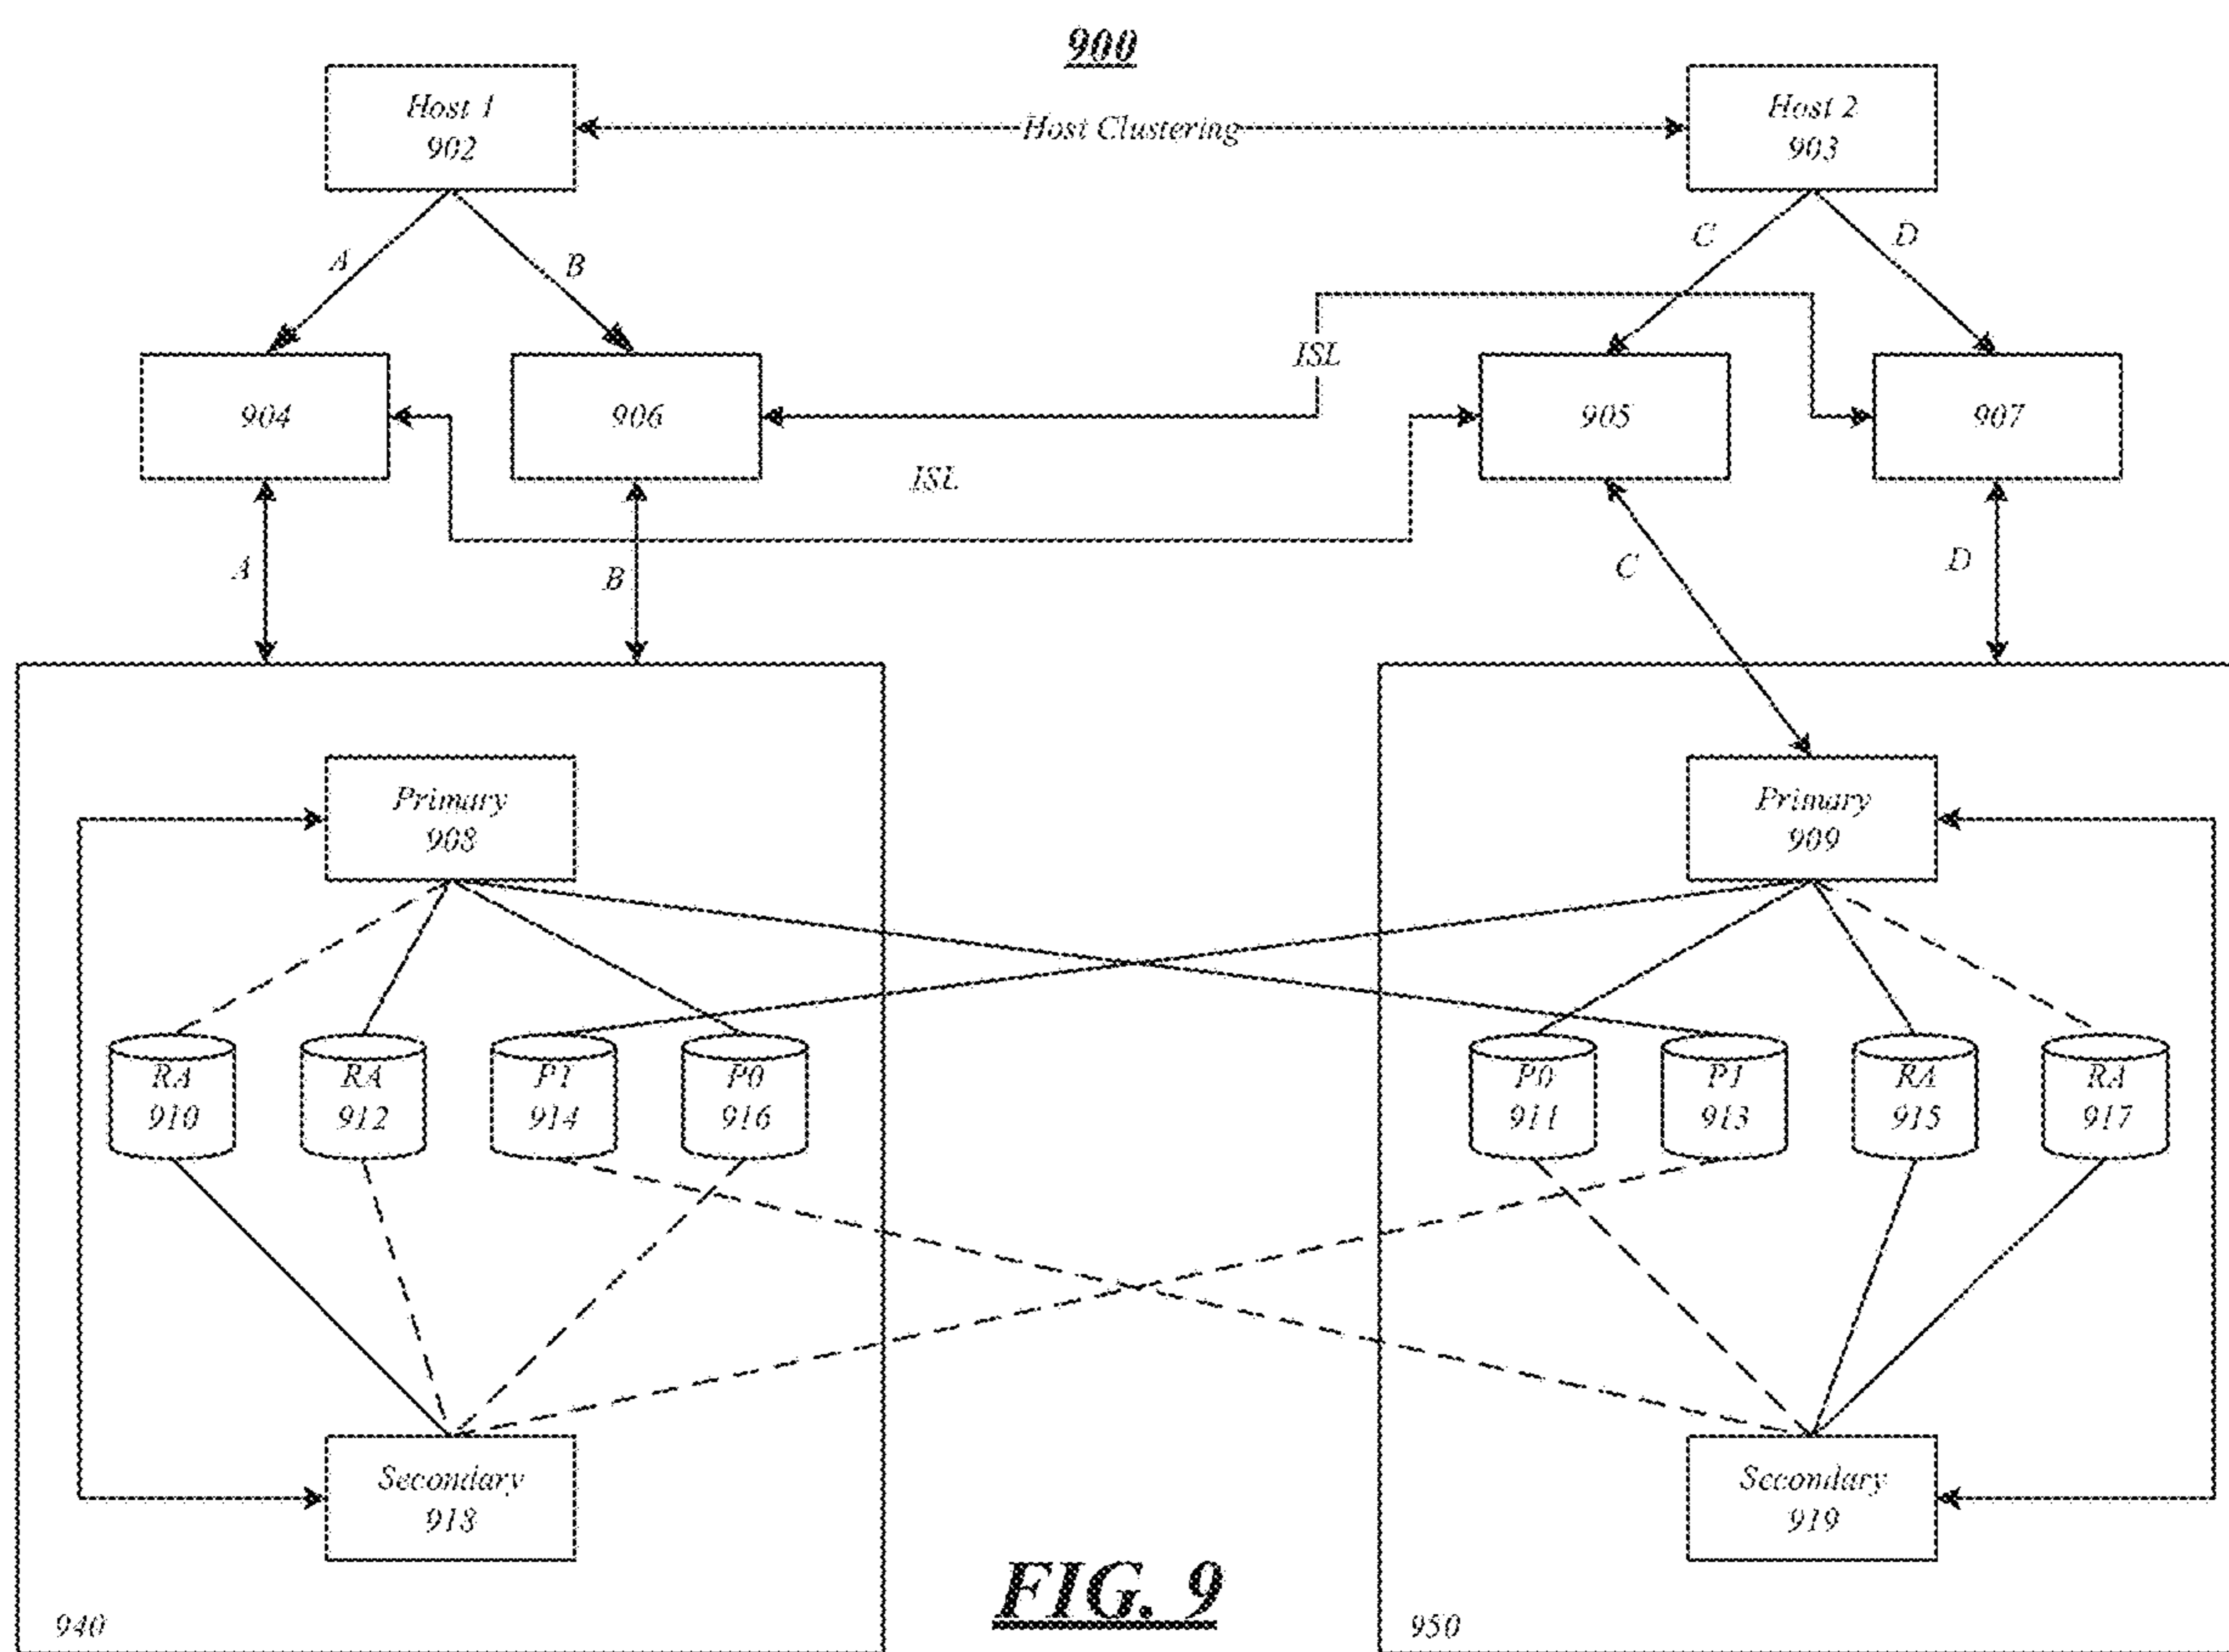 900
Host 1
902
Host Clustering
Host 2
903
A
B
C
D
ISL
904
906
905
907
ISL
A
B
C
D
Primary
908
Primary
909
RA
910
RA
912
P1
914
P0
916
P0
911
P1
913
RA
915
RA
917
Secondary
918
Secondary
919
940
FIG. 9
950